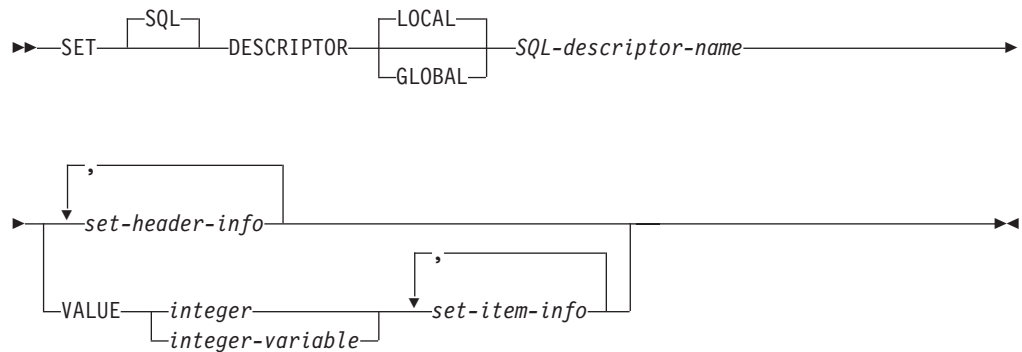 SQL
LOCAL
SET DESCRIPTOR SQL-descriptor-name
GLOBAL
,
set-header-info
,
VALUE integer set-item-info
integer-variable